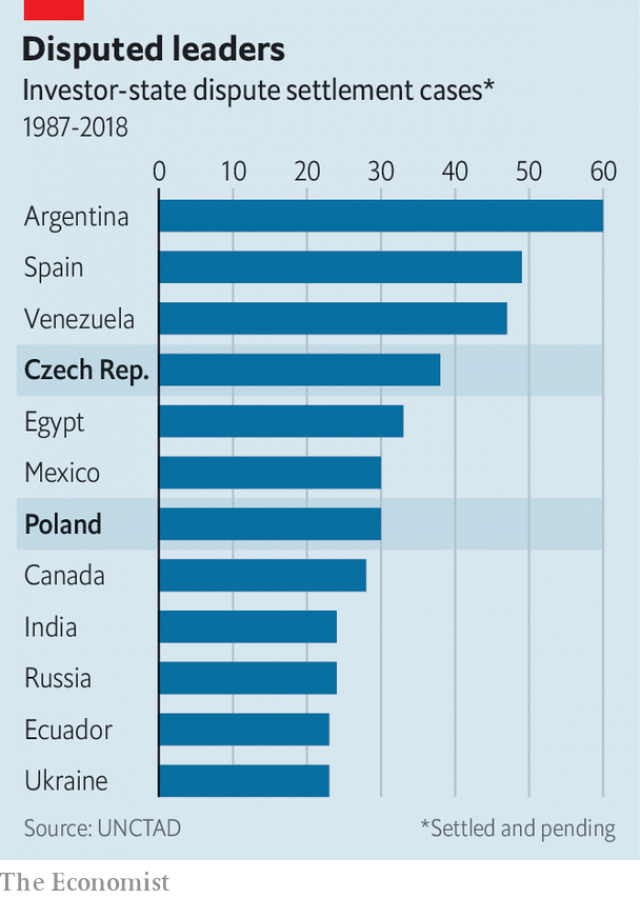 Disputed leaders
Investor-state dispute settlement cases*
1987-2018
0 10 20 30 40 50 60
Argentina
Spain
Venezuela
Czech Rep.
Egypt
Mexico
Poland
Canada
India
Russia
Ecuador
Ukraine
Source: UNCTAD *Settled and pending
The Economist